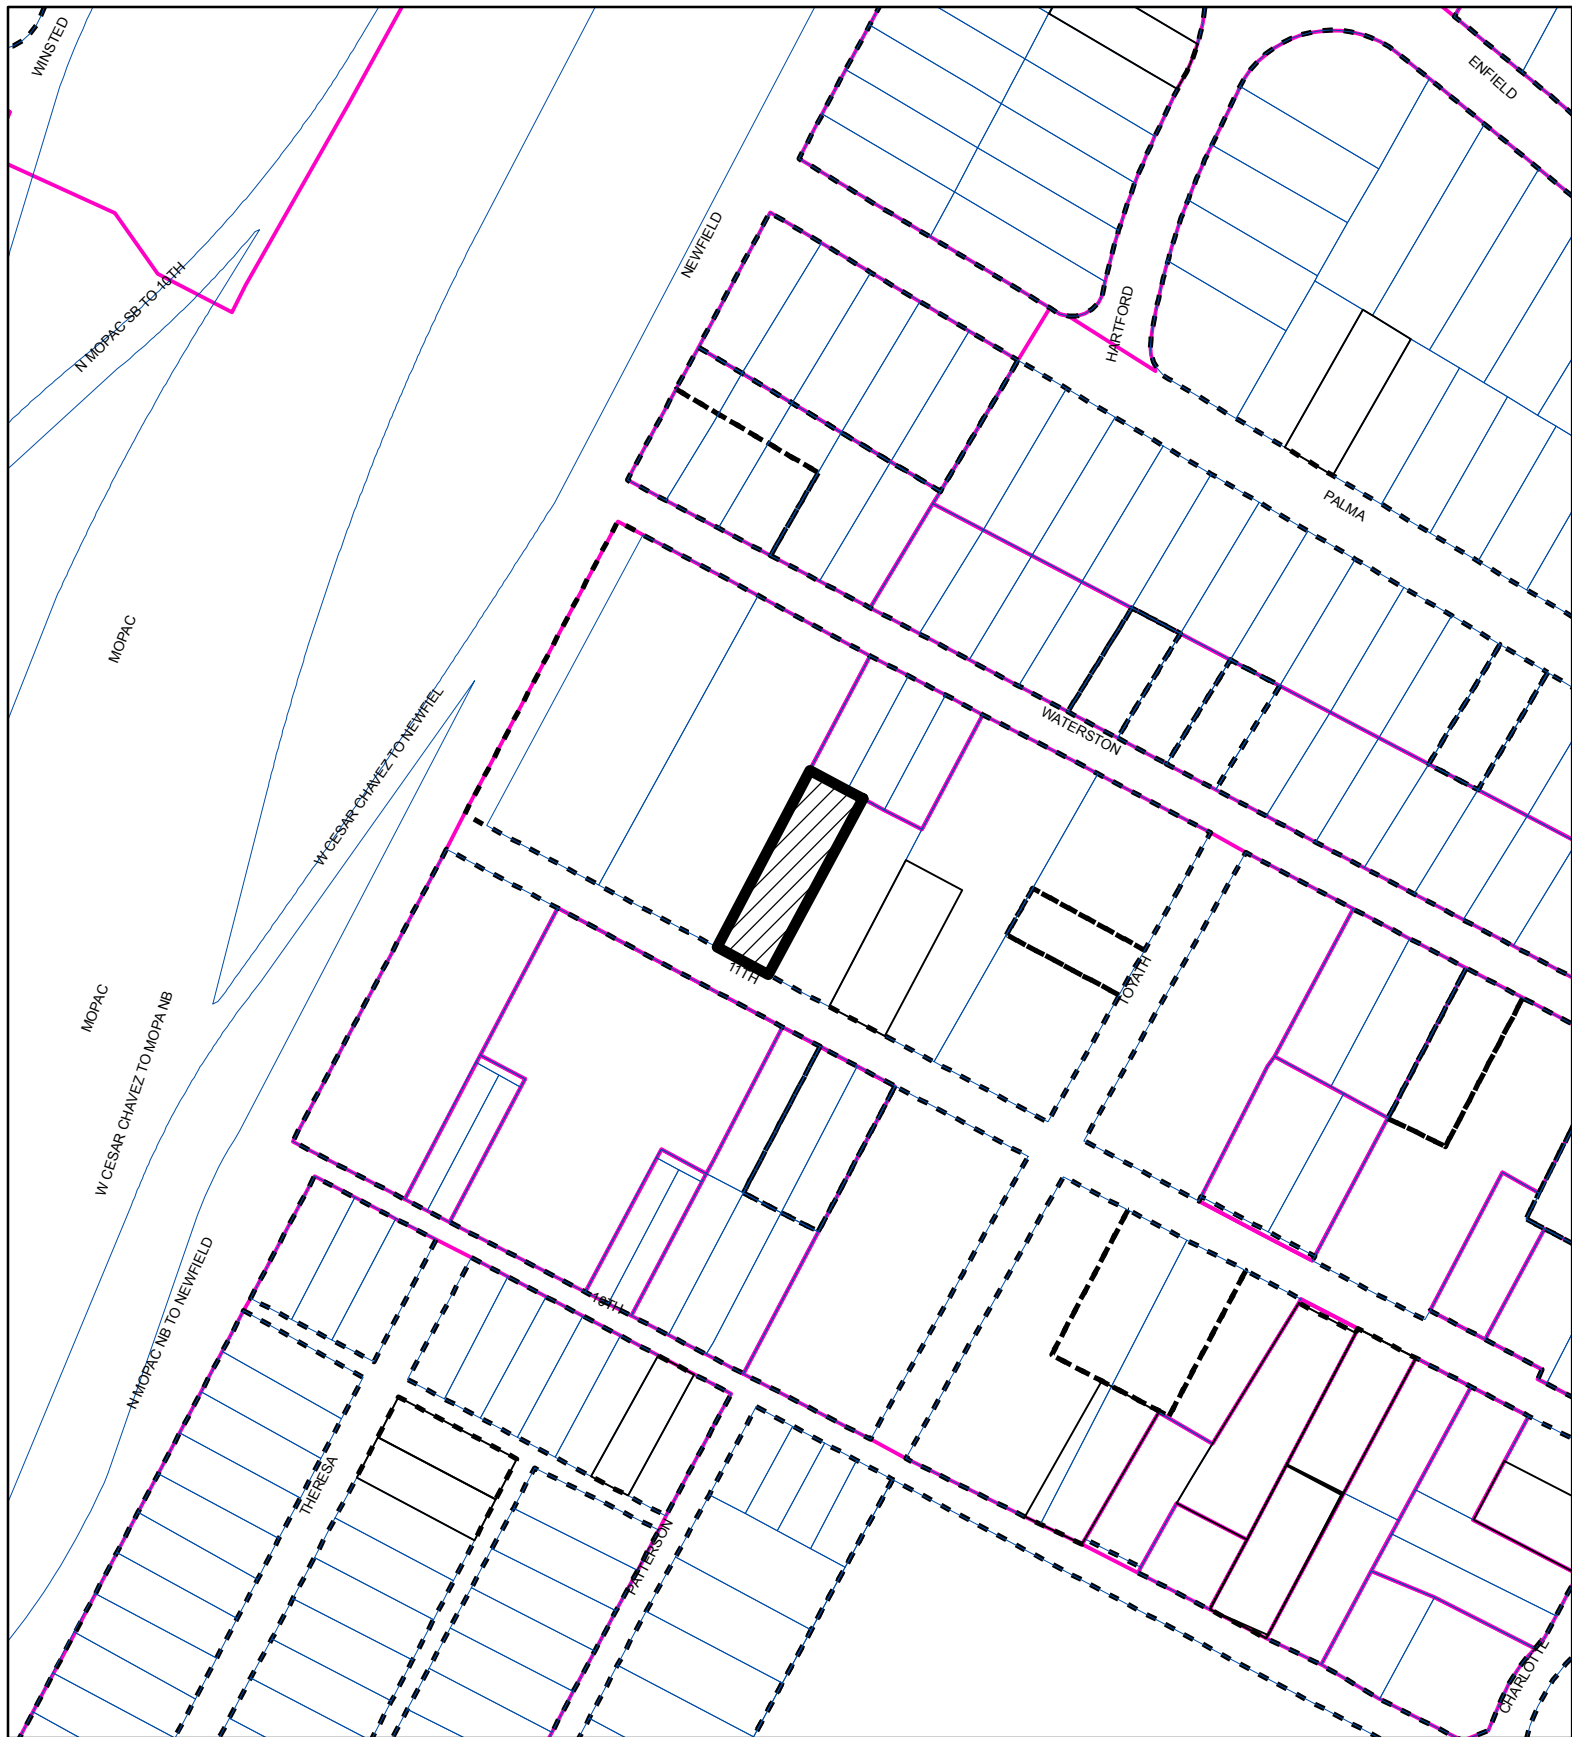 WINSTED
ENFIELD
NEWFIELD
N MOPAC SB TO 10TH
HARTFORD
PALMA
MOPAC
WATERSTON
W CESAR CHAVEZ TO NEWFIEL
11TH
TOYATH
MOPAC
W CESAR CHAVEZ TO MOPA NB
10TH
N MOPAC NB TO NEWFIELD
THERESA
PATTERSON
CHARLOTTE